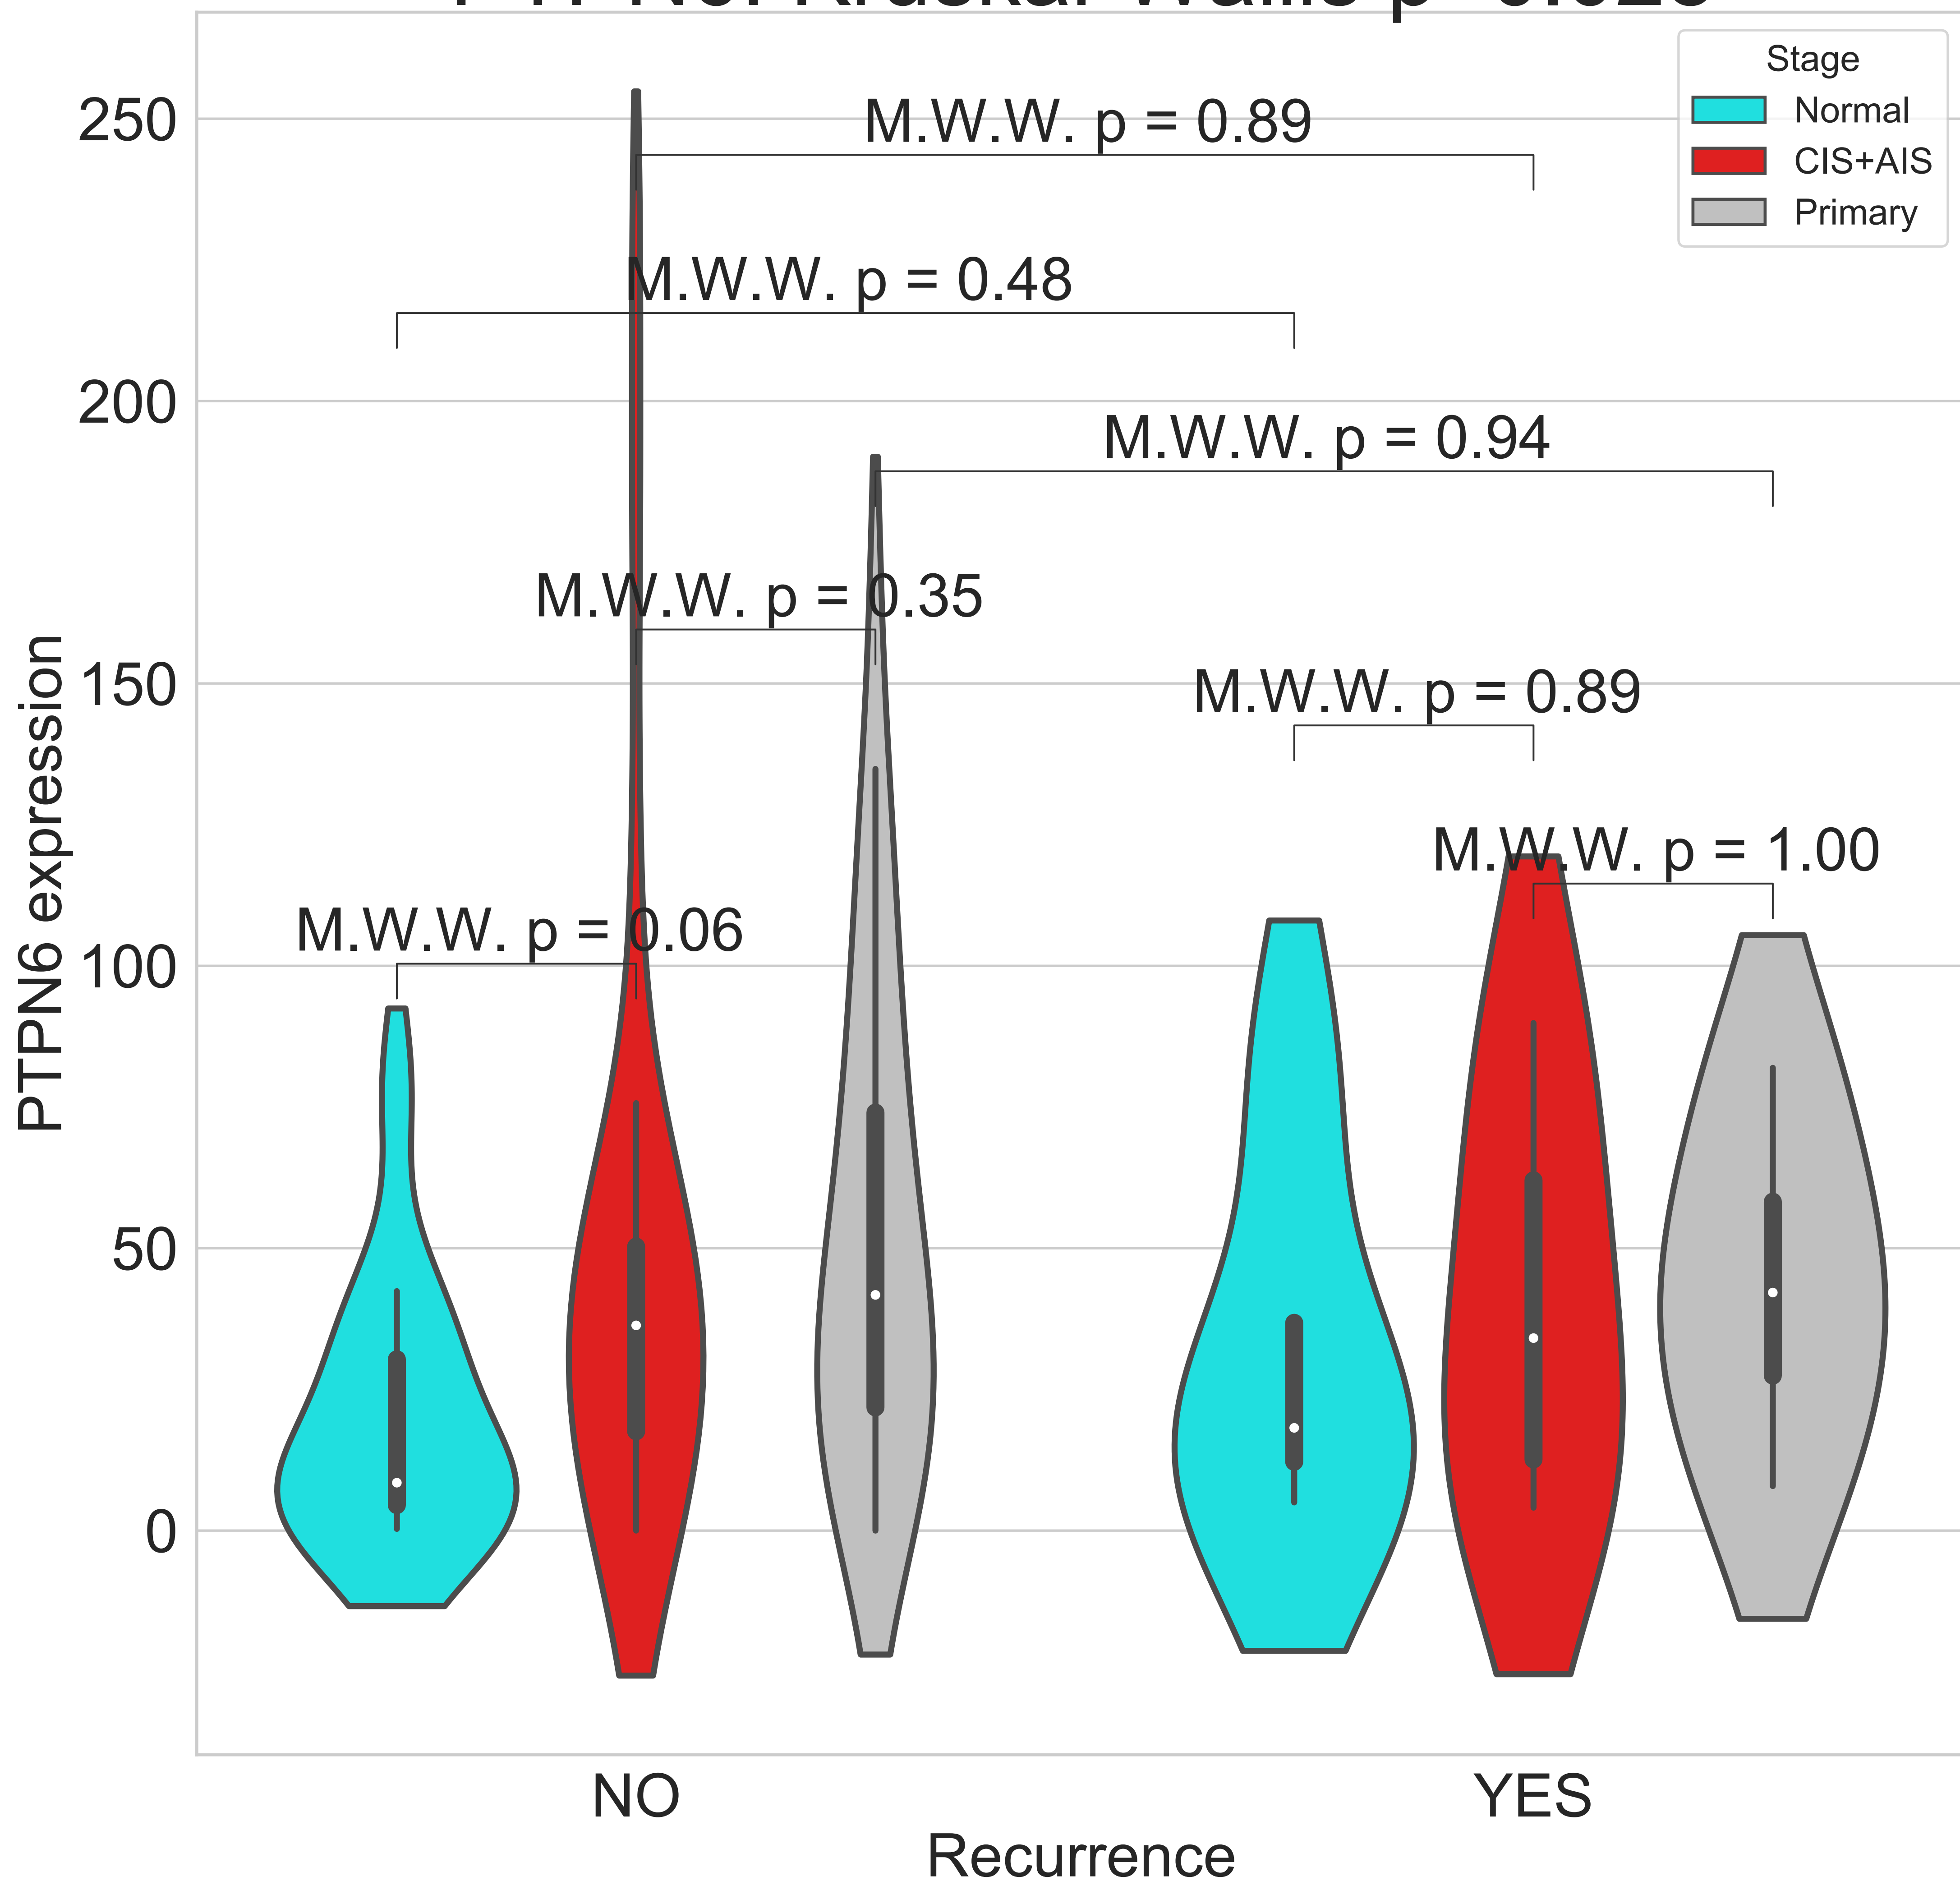 Stage
Normal
CIS+AIS
Primary
M.W.W. p = 0.89
M.W.W. p = 0.48
M.W.W. p = 0.94
M.W.W. p = 0.35
M.W.W. p = 0.89
M.W.W. p = 1.00
M.W.W. p = 0.06
250
200
150
100
50
0
PTPN6 expression
NO
YES
Recurrence